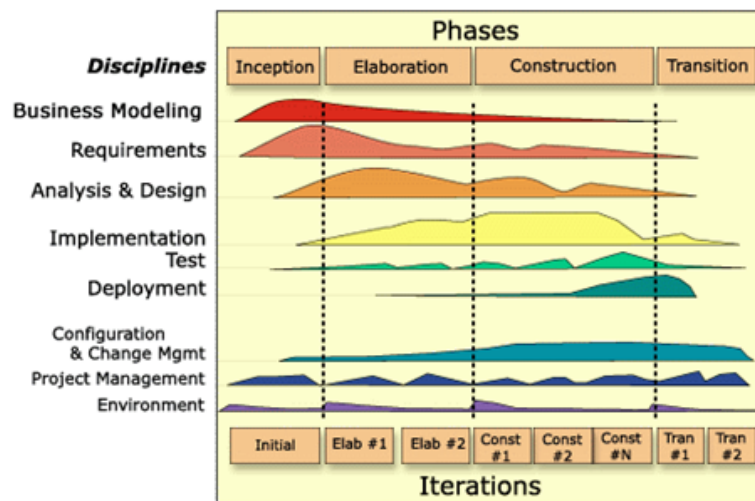 Phases
Disciplines
Inception
Elaboration
Construction
Transition
Business Modeling
Requirements
Analysis & Design
Implementation
Test
Deployment
Configuration
& Change Mgmt
Project Management
Environment
Initial
Elab #1
Elab #2
Const
#1
Const
#2
Const
#N
Tran
#1
Tran
#2
Iterations